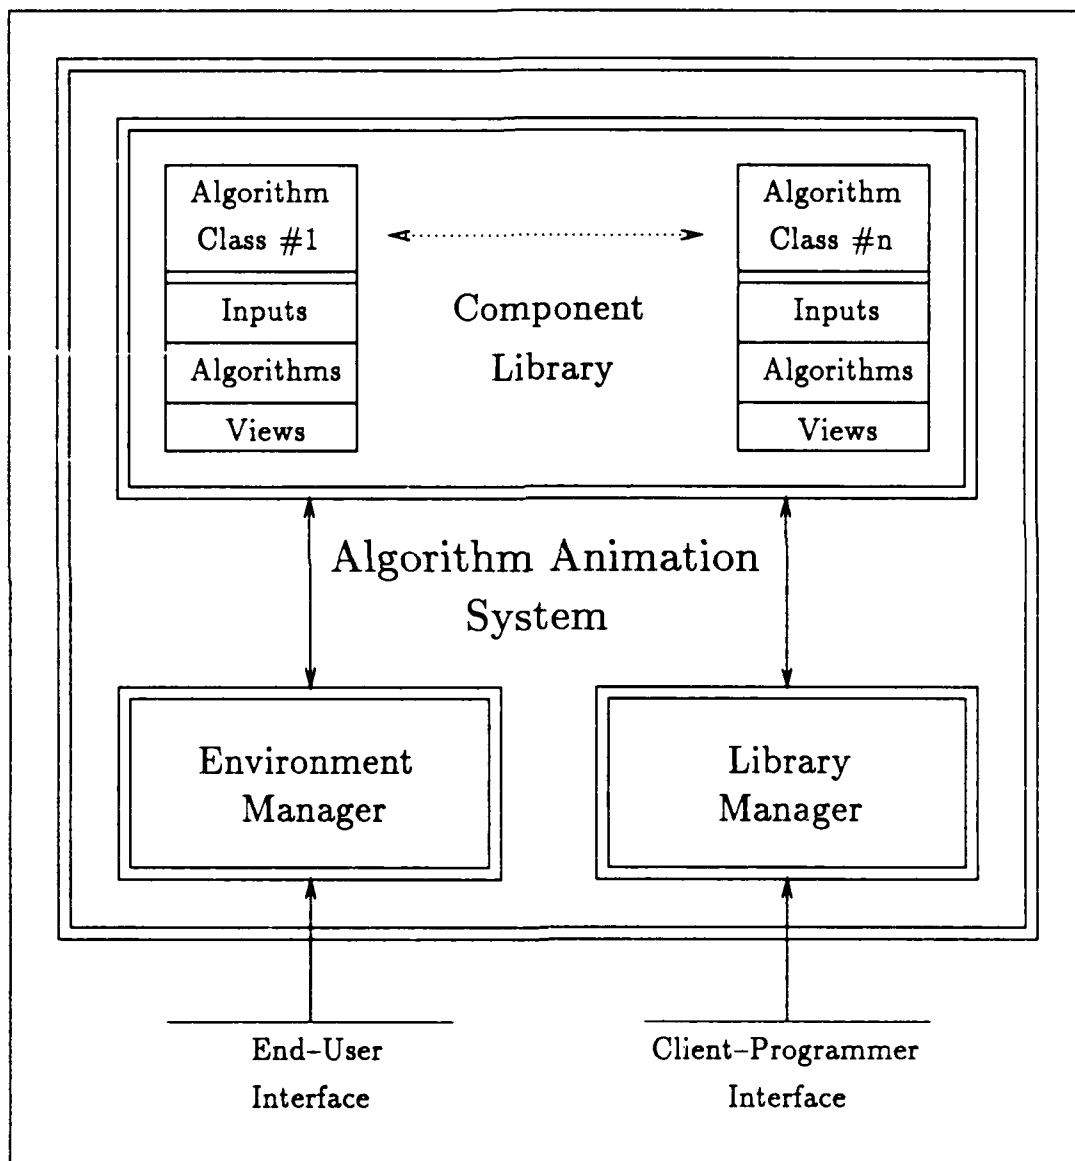 Algorithm
Class #1
Inputs
Algorithms
Views
Component
Library
Algorithm
Class #n
Inputs
Algorithms
Views
Algorithm Animation
System
Environment
Manager
Library
Manager
End-User
Interface
Client-Programmer
Interface